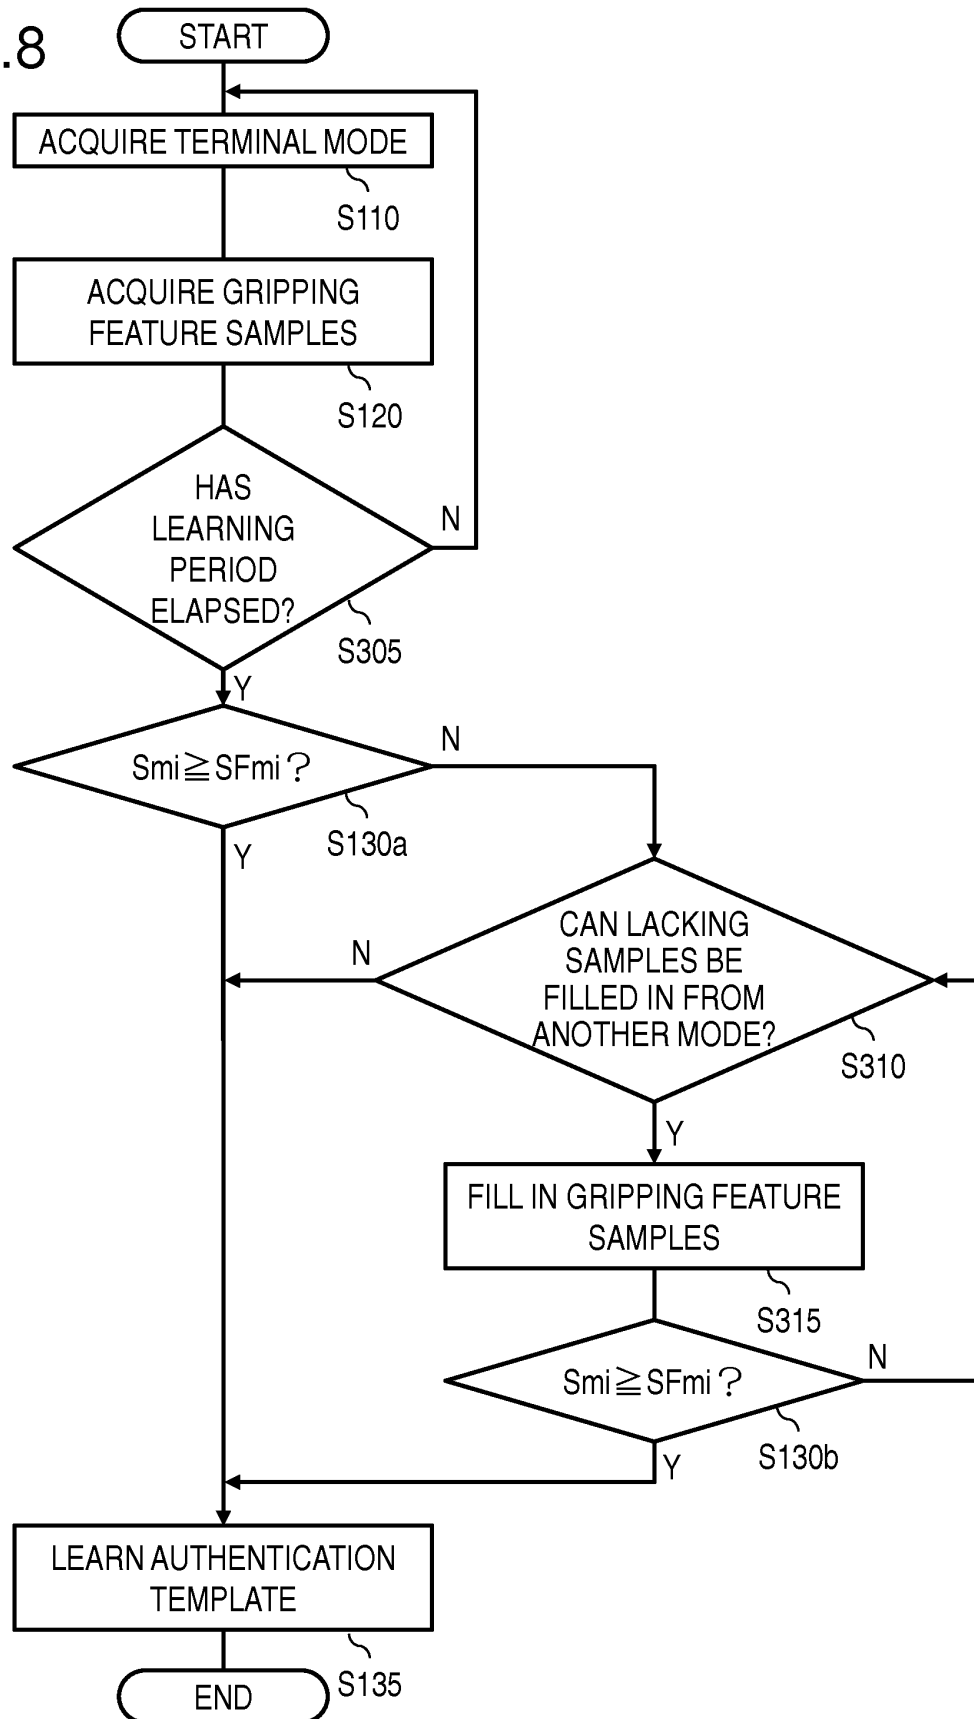 .8
START
ACQUIRE TERMINAL MODE
S110
ACQUIRE GRIPPING
FEATURE SAMPLES
S120
HAS
LEARNING
PERIOD
ELAPSED?
N
S305
Y
Smi≧SFmi?
N
S130a
Y
CAN LACKING
SAMPLES BE
FILLED IN FROM
ANOTHER MODE?
N
S310
Y
FILL IN GRIPPING FEATURE
SAMPLES
S315
Smi≧SFmi?
N
S130b
Y
LEARN AUTHENTICATION
TEMPLATE
S135
END